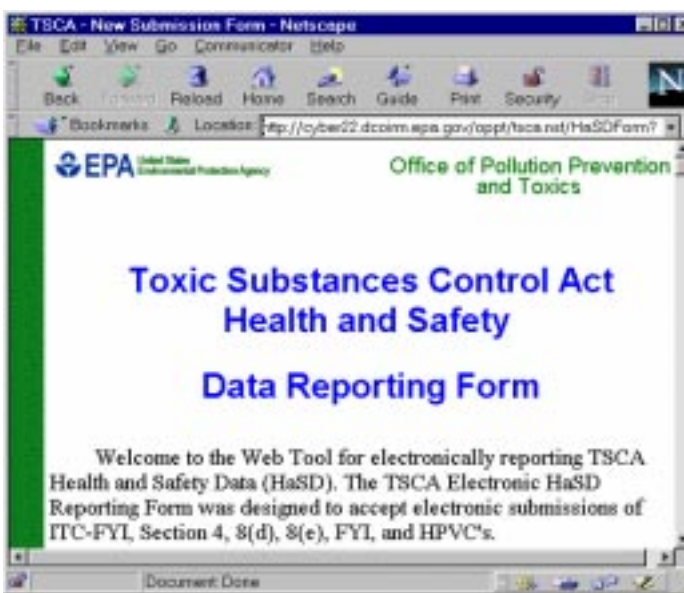 TSCA - New Submission Form - Netscape
File Edit View Go Communicator Help
Back Forward Reload Home Search Guide Print Security Stop
N
Bookmarks Location: http://cyber22.dcoirm.epa.gov/oppt/tsca.nsf/HaSDForm?
EPA United States
Environmental Protection Agency
Office of Pollution Prevention
and Toxics
Toxic Substances Control Act
Health and Safety
Data Reporting Form
Welcome to the Web Tool for electronically reporting TSCA
Health and Safety Data (HaSD). The TSCA Electronic HaSD
Reporting Form was designed to accept electronic submissions of
ITC-FYI, Section 4, 8(d), 8(e), FYI, and HPVC's.
Document: Done